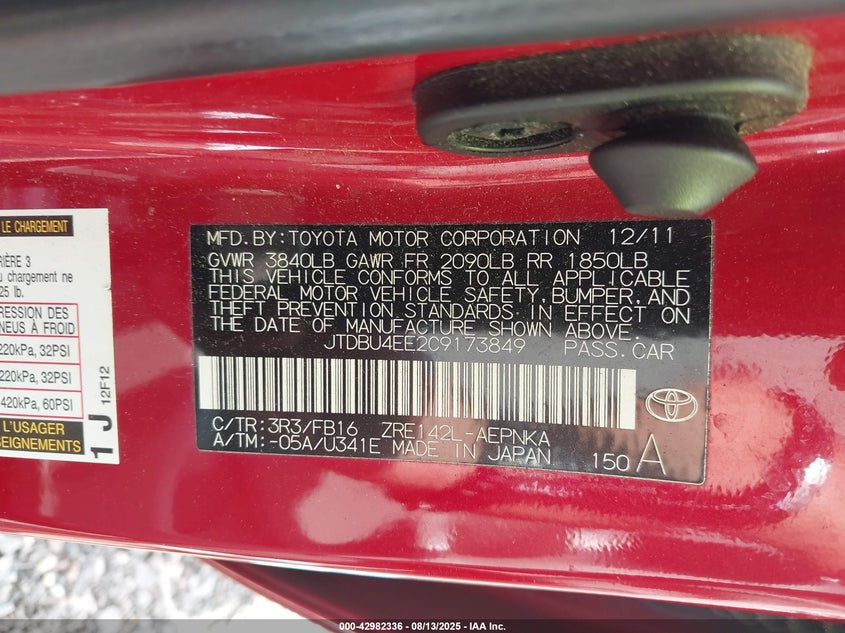 LE CHARGEMENT
RIÈRE 3
u chargement ne
25 lb.
RESSION DES
NEUS À FROID
220kPa, 32PSI
220kPa, 32PSI
420kPa, 60PSI
L'USAGER
SEIGNEMENTS
1 J 12F12
MFD.BY:TOYOTA MOTOR CORPORATION 12/11
GVWR 3840LB GAWR FR 2090LB RR 1850LB
THIS VEHICLE CONFORMS TO ALL APPLICABLE
FEDERAL MOTOR VEHICLE SAFETY,BUMPER,AND
THEFT PREVENTION STANDARDS IN EFFECT ON
THE DATE OF MANUFACTURE SHOWN ABOVE.
JTDBU4EE2C9173849 PASS.CAR
C/TR:3R3/FB16 ZRE142L-AEPNKA
A/TM:-05A/U341E MADE IN JAPAN 150 A
000-42982336 - 08/13/2025 - IAA Inc.